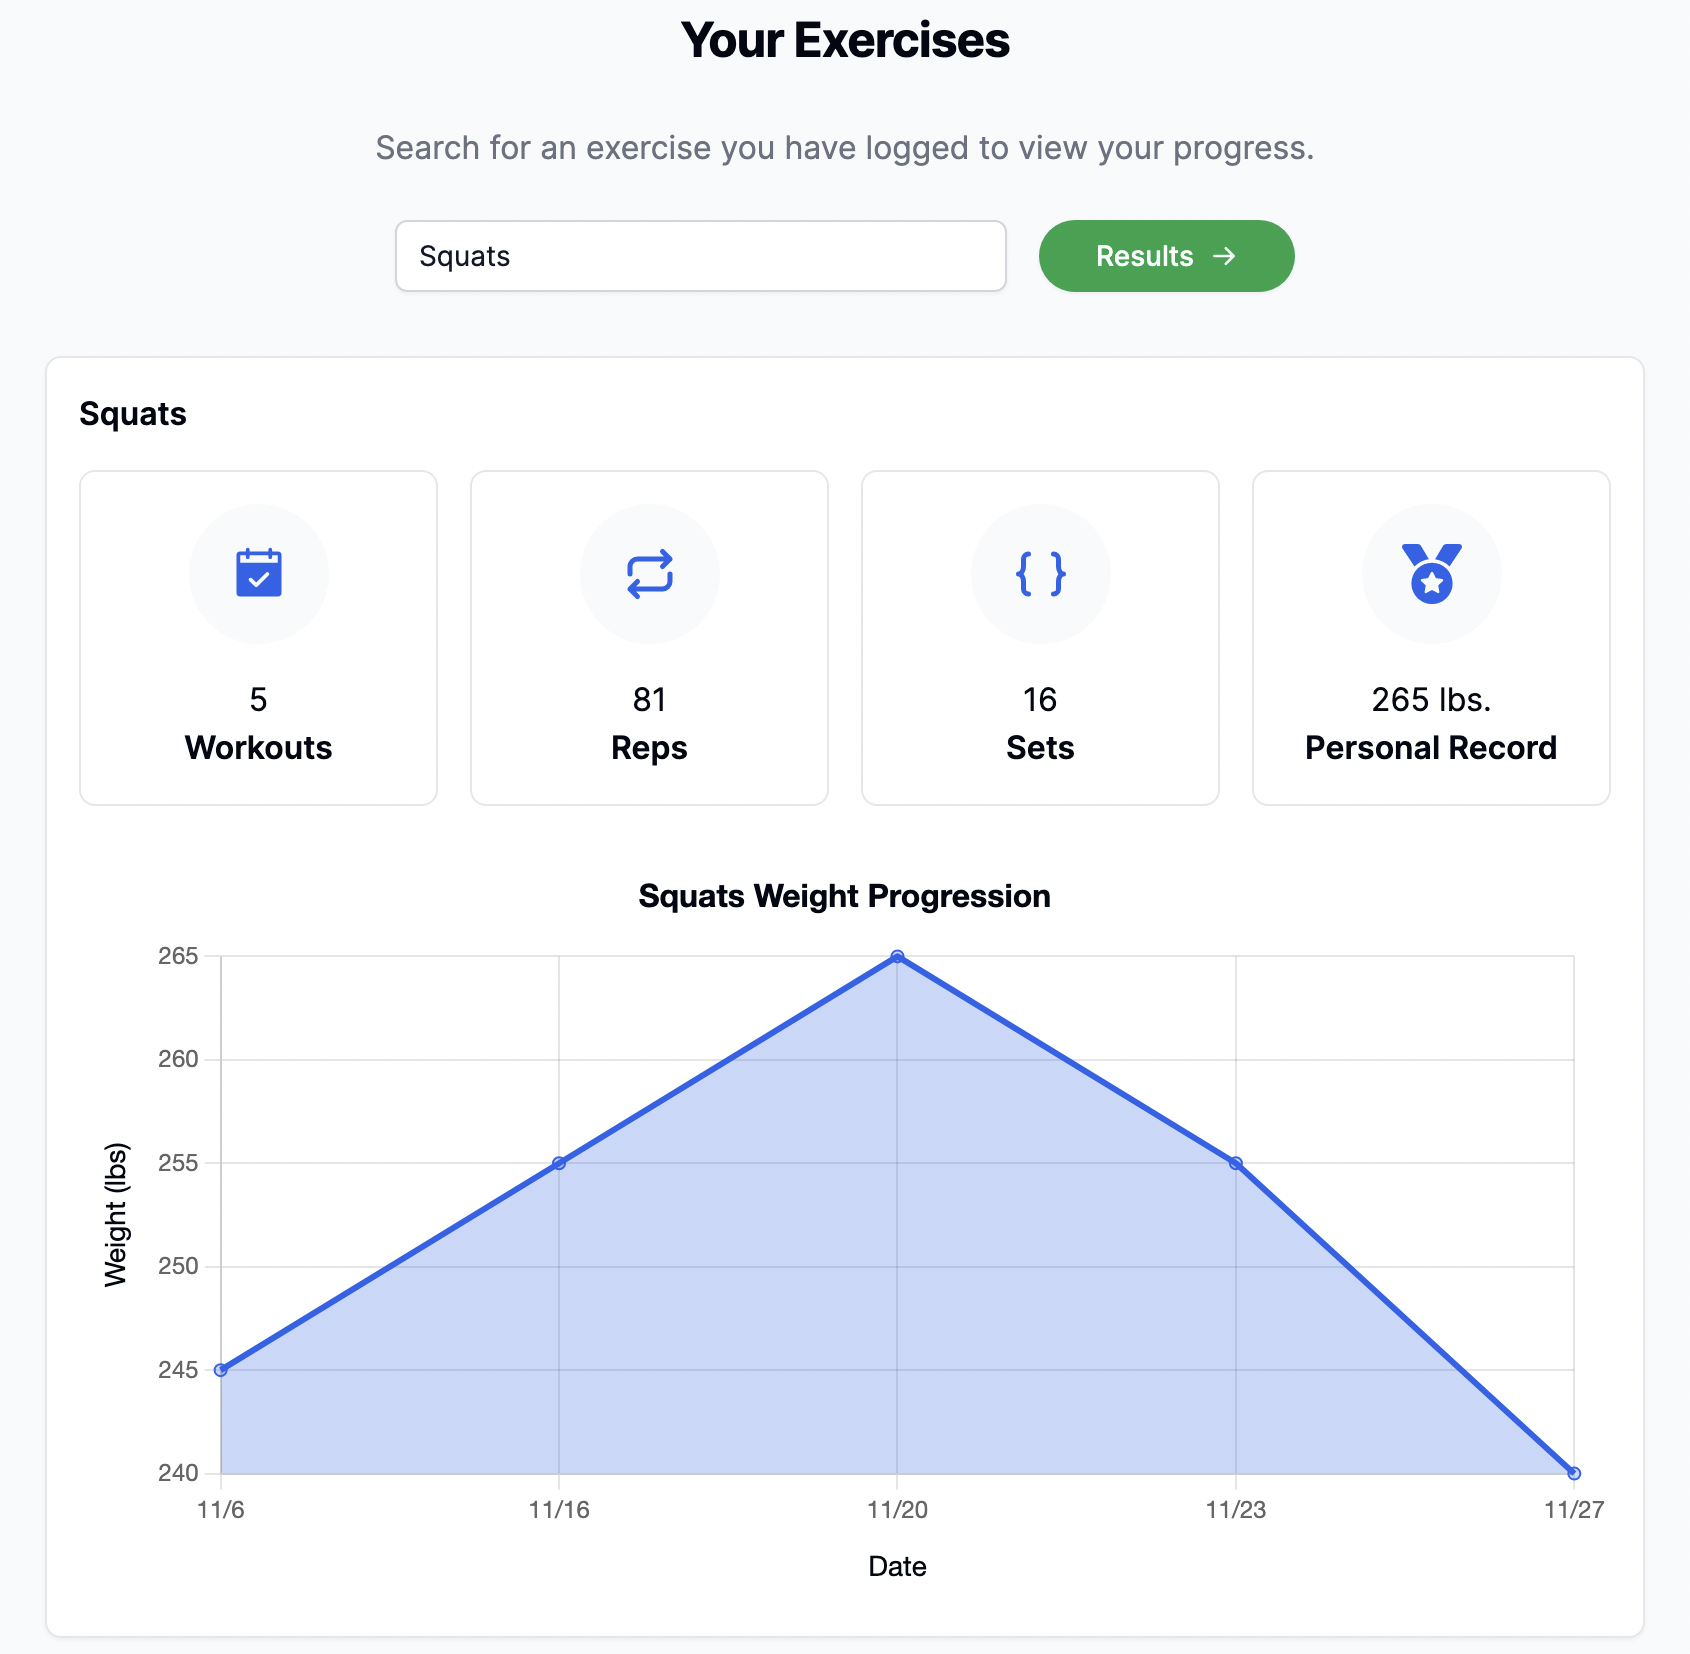 Your Exercises
Search for an exercise you have logged to view your progress.
Squats
Results →
Squats
5
Workouts
81
Reps
{ }
16
Sets
265 lbs.
Personal Record
Squats Weight Progression
Weight (lbs)
265
260
255
250
245
240
11/6 11/16 11/20 11/23 11/27
Date